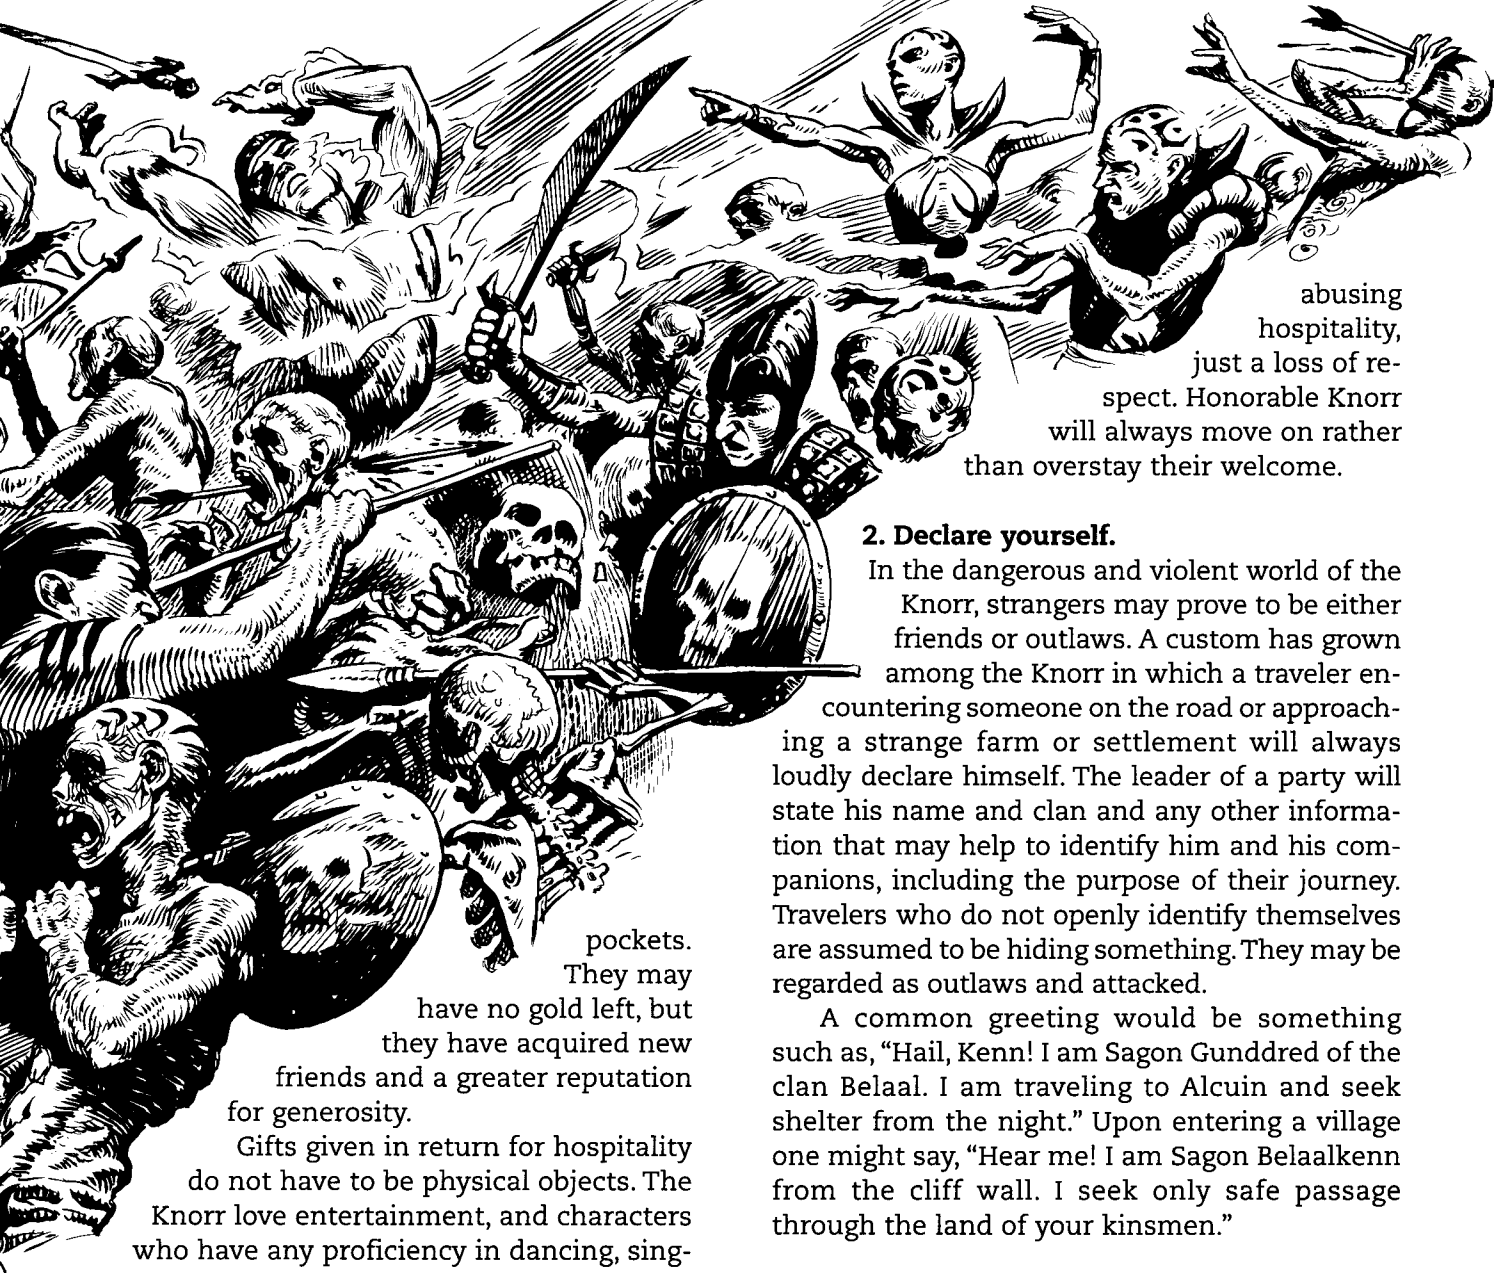 pockets.
They may
have no gold left, but
they have acquired new
friends and a greater reputation
for generosity.
Gifts given in return for hospitality
do not have to be physical objects. The
Knorr love entertainment, and characters
who have any proficiency in dancing, sing-
abusing
hospitality,
just a loss of re-
spect. Honorable Knorr
will always move on rather
than overstay their welcome.
2. Declare yourself.
In the dangerous and violent world of the
Knorr, strangers may prove to be either
friends or outlaws. A custom has grown
among the Knorr in which a traveler en-
countering someone on the road or approach-
ing a strange farm or settlement will always
loudly declare himself. The leader of a party will
state his name and clan and any other informa-
tion that may help to identify him and his com-
panions, including the purpose of their journey.
Travelers who do not openly identify themselves
are assumed to be hiding something. They may be
regarded as outlaws and attacked.
A common greeting would be something
such as, “Hail, Kenn! I am Sagon Gunddred of the
clan Belaal. I am traveling to Alcuin and seek
shelter from the night.” Upon entering a village
one might say, “Hear me! I am Sagon Belaalkenn
from the cliff wall. I seek only safe passage
through the land of your kinsmen.”